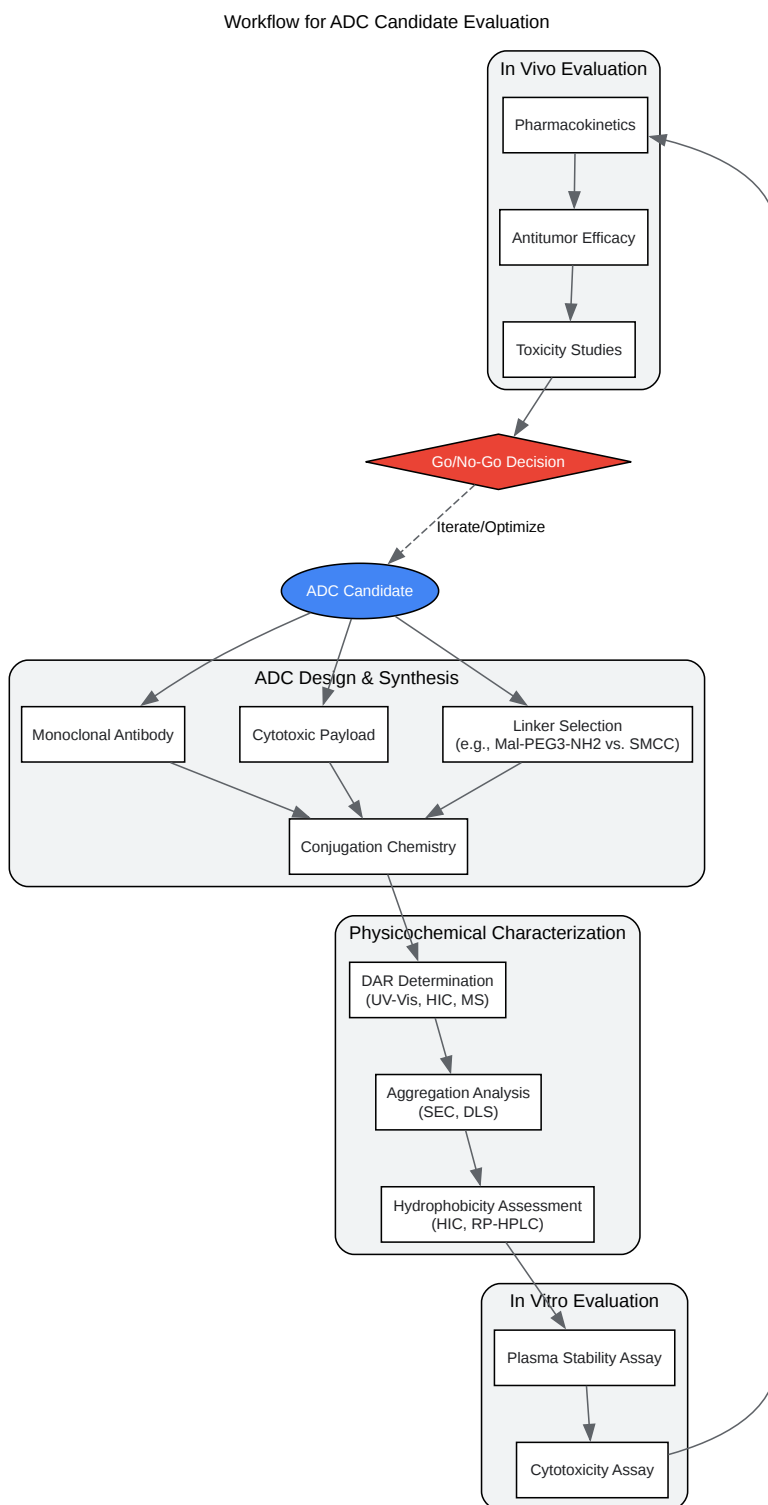 Workflow for ADC Candidate Evaluation
In Vivo Evaluation
Pharmacokinetics
Antitumor Efficacy
Toxicity Studies
Go/No-Go Decision
Iterate/Optimize
ADC Candidate
ADC Design & Synthesis
Monoclonal Antibody
Cytotoxic Payload
Linker Selection
(e.g., Mal-PEG3-NH2 vs. SMCC)
Conjugation Chemistry
Physicochemical Characterization
DAR Determination
(UV-Vis, HIC, MS)
Aggregation Analysis
(SEC, DLS)
Hydrophobicity Assessment
(HIC, RP-HPLC)
In Vitro Evaluation
Plasma Stability Assay
Cytotoxicity Assay